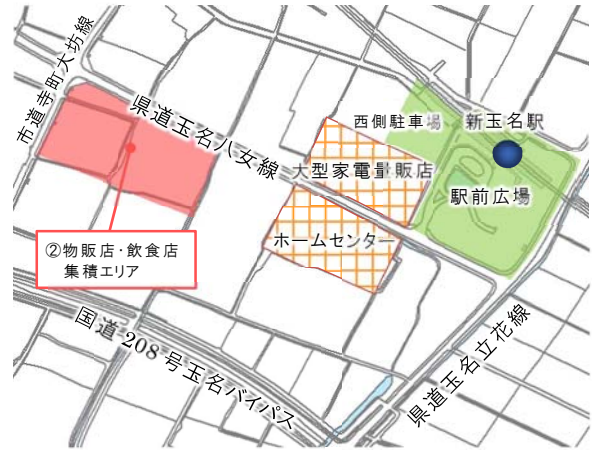 市道寺町大坊線
県道玉名八女線
西側駐車場
新玉名駅
大型家電量販店
駅前広場
ホームセンター
②物販店・飲食店
集積エリア
国道208号玉名バイパス
県道玉名立花線